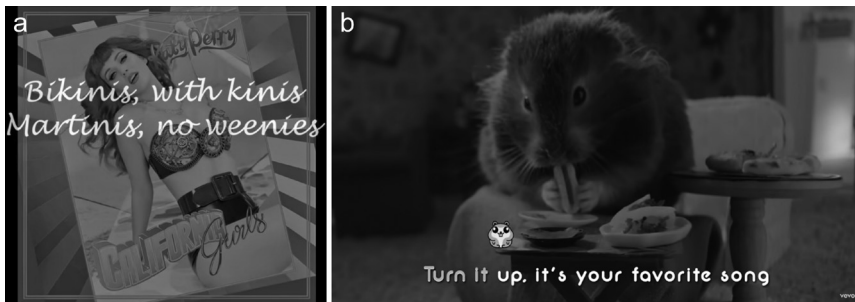 a
Katy Perry
Bikinis, with kinis
Martinis, no weenies
CALIFORNIA
Gurls
b
Turn It up, it's your favorite song
vevo